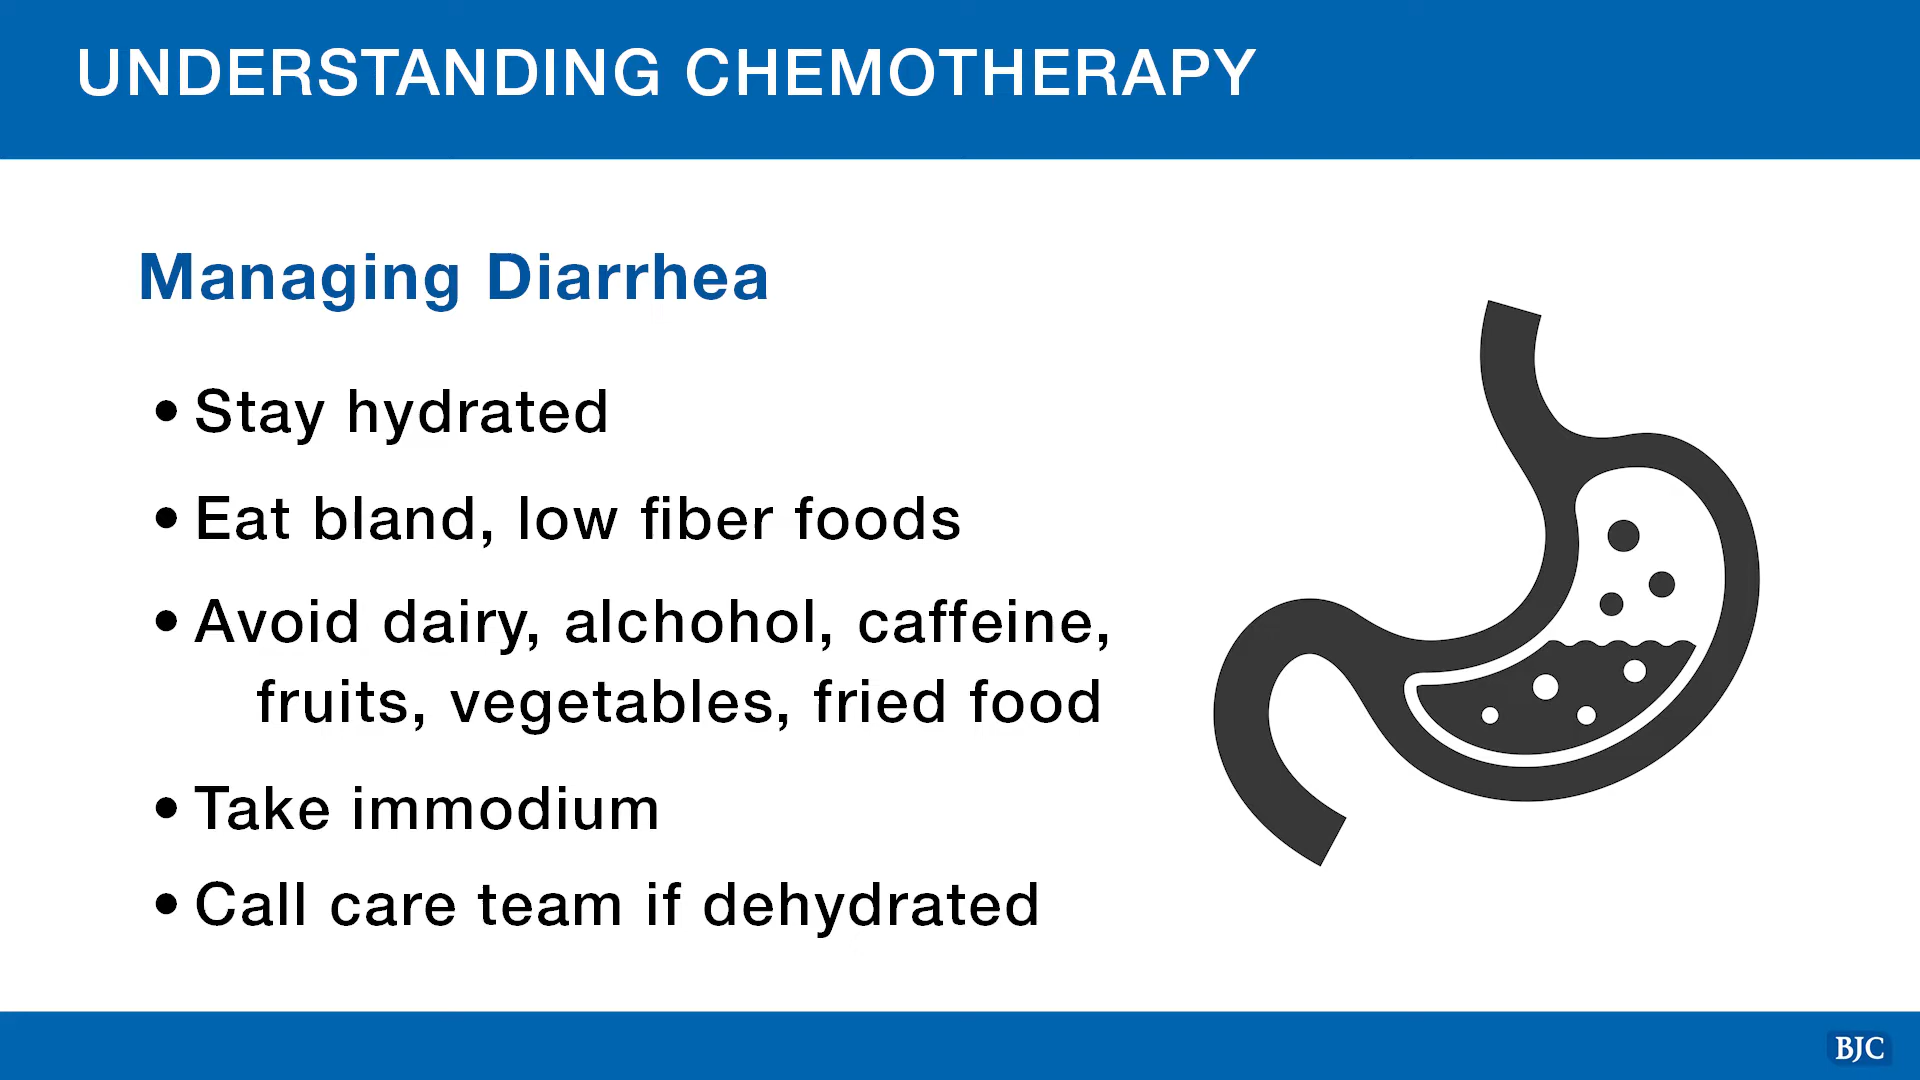 UNDERSTANDING CHEMOTHERAPY
Managing Diarrhea
• Stay hydrated
• Eat bland, low fiber foods
• Avoid dairy, alchohol, caffeine,
fruits, vegetables, fried food
• Take immodium
• Call care team if dehydrated
BJC